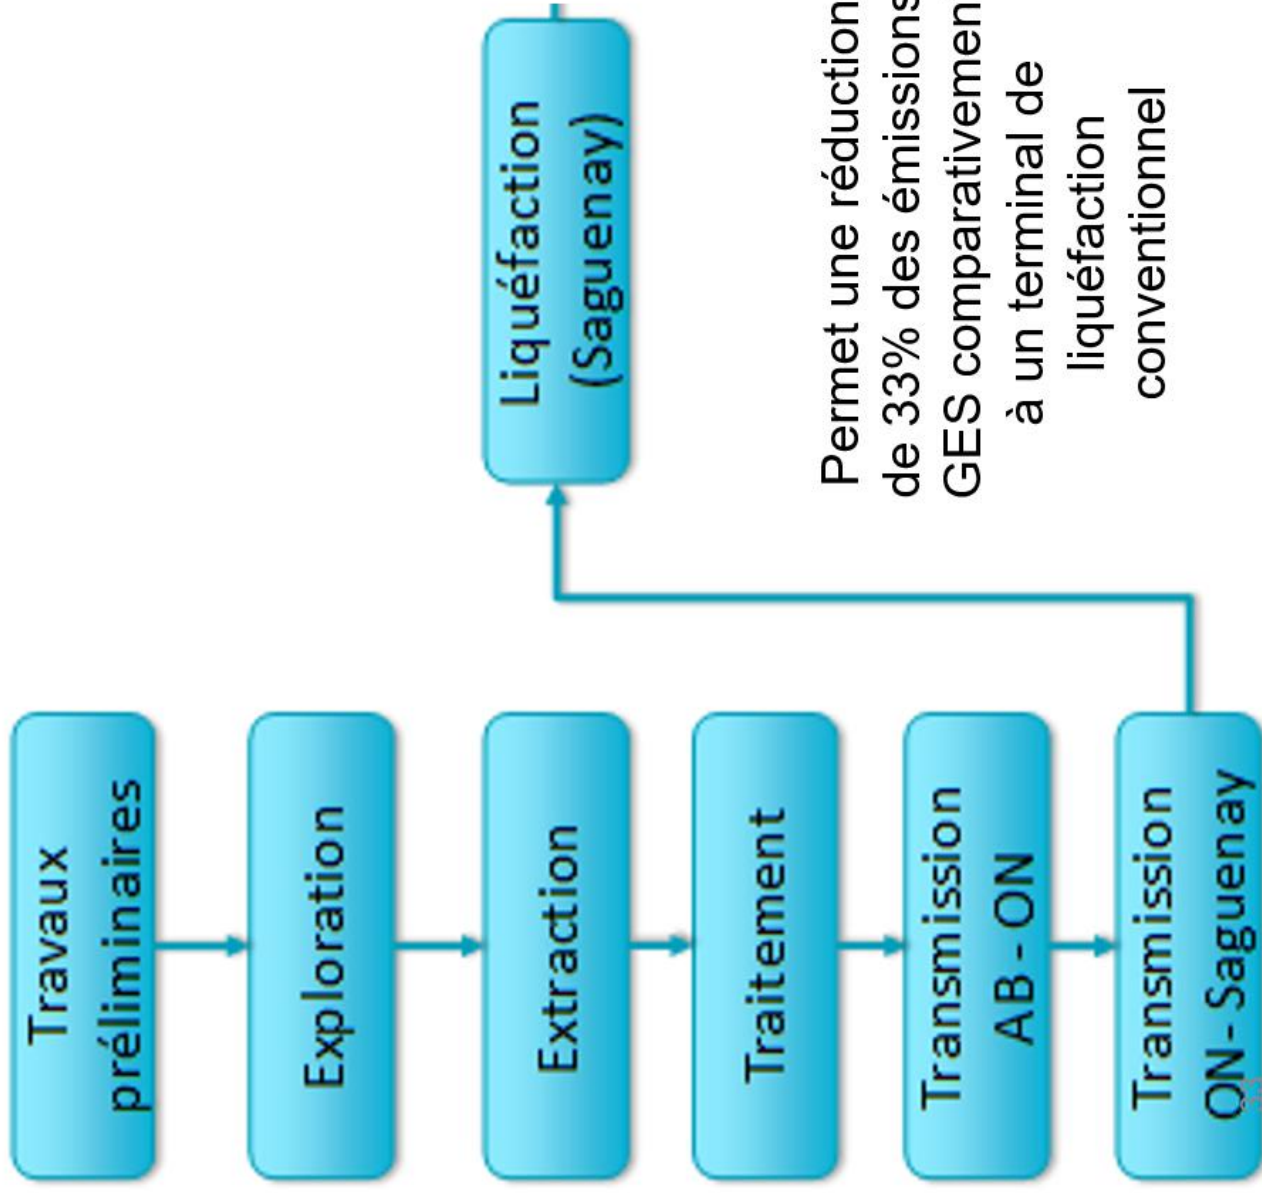 Travaux
préliminaires
Exploration
Extraction
Traitement
Transmission
AB - ON
Transmission
ON - Saguenay
33
Liquéfaction
(Saguenay)
Permet une réduction
de 33% des émissions
GES comparativemen
à un terminal de
liquéfaction
conventionnel